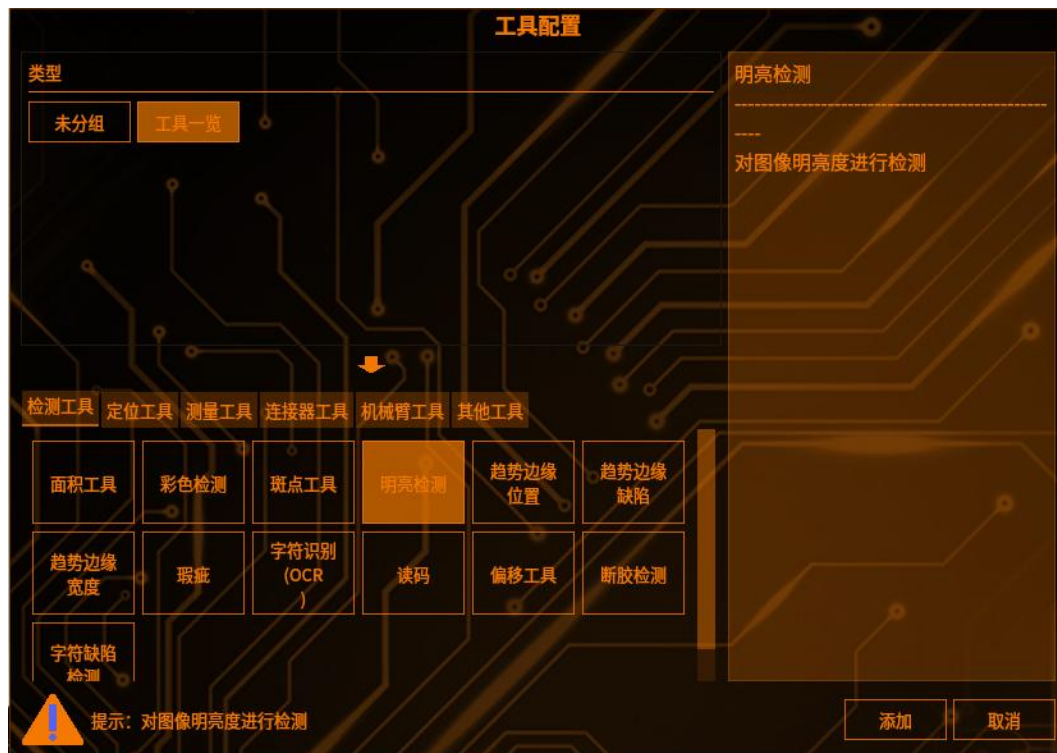 工具配置
类型
未分组
工具一览
明亮检测
---------------------------------------------
----
对图像明亮度进行检测
检测工具
定位工具
测量工具
连接器工具
机械臂工具
其他工具
面积工具
彩色检测
斑点工具
明亮检测
趋势边缘
位置
趋势边缘
缺陷
趋势边缘
宽度
瑕疵
字符识别
(OCR
)
读码
偏移工具
断胶检测
字符缺陷
检测
提示：对图像明亮度进行检测
添加
取消